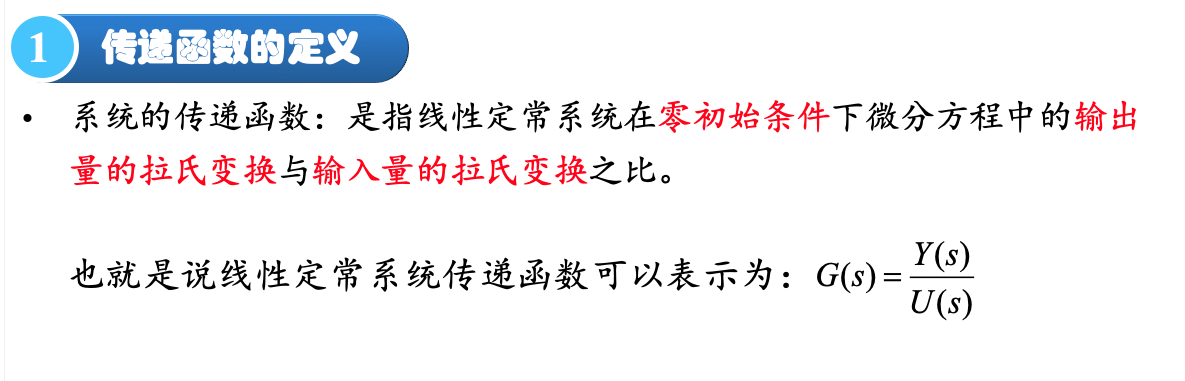 1 传递函数的定义
• 系统的传递函数：是指线性定常系统在零初始条件下微分方程中的输出
量的拉氏变换与输入量的拉氏变换之比。
也就是说线性定常系统传递函数可以表示为：G(s) = Y(s) / U(s)